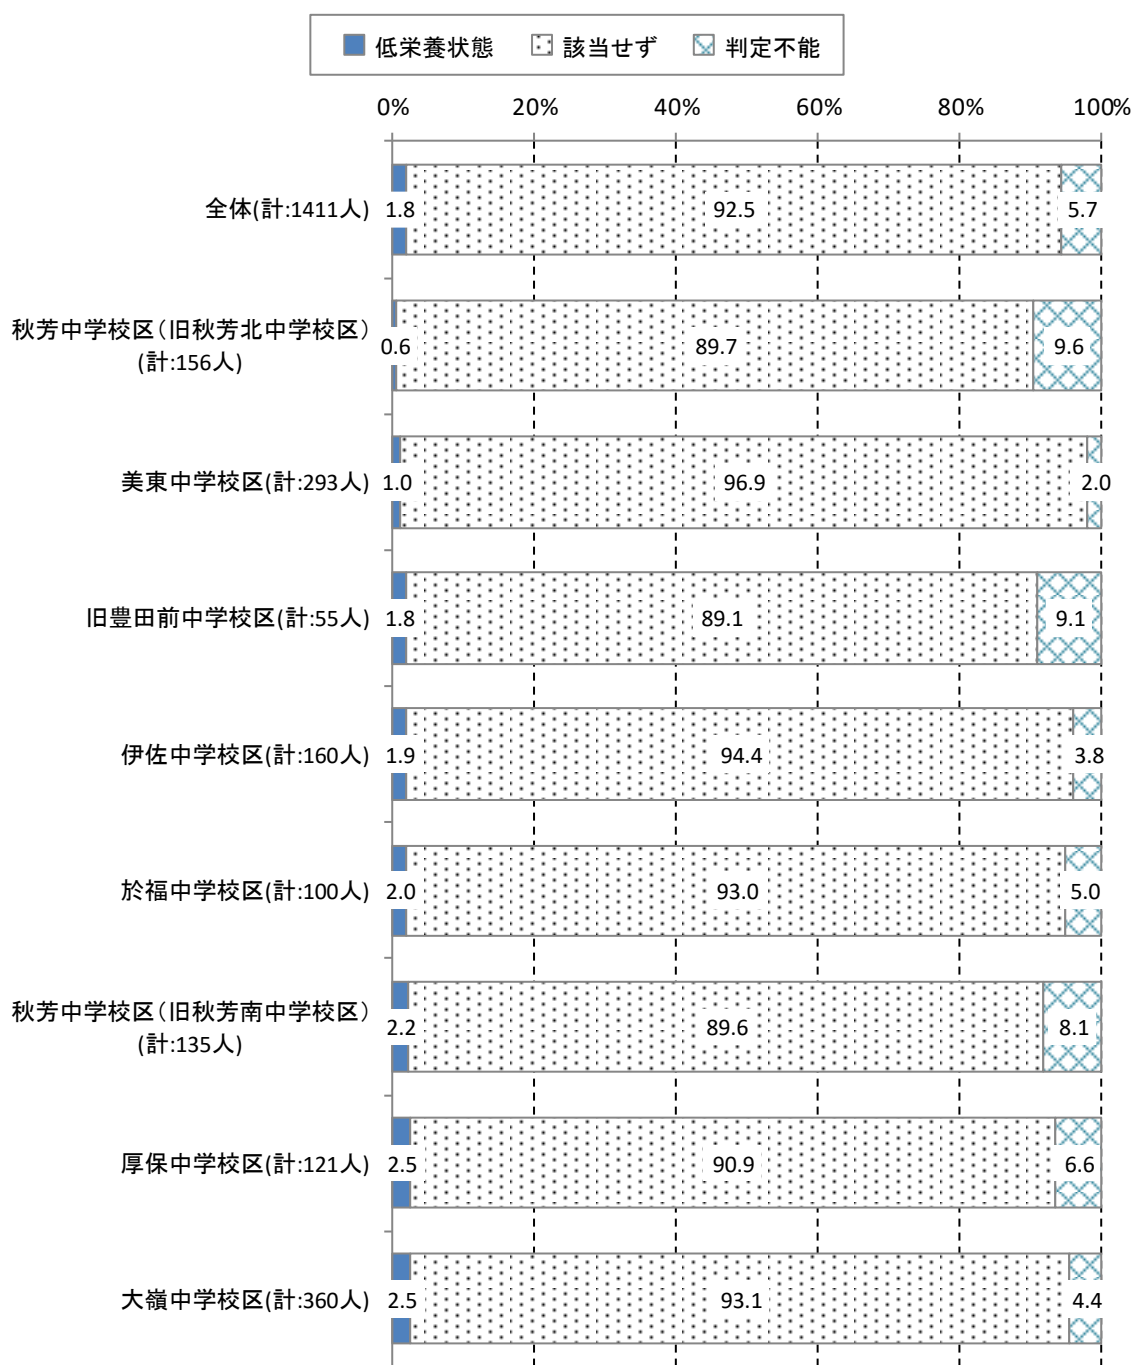 低栄養状態 該当せず 判定不能
0% 20% 40% 60% 80% 100%
全体(計:1411人) 1.8 92.5 5.7
秋芳中学校区(旧秋芳北中学校区)
(計:156人) 0.6 89.7 9.6
美東中学校区(計:293人) 1.0 96.9 2.0
旧豊田前中学校区(計:55人) 1.8 89.1 9.1
伊佐中学校区(計:160人) 1.9 94.4 3.8
於福中学校区(計:100人) 2.0 93.0 5.0
秋芳中学校区(旧秋芳南中学校区)
(計:135人) 2.2 89.6 8.1
厚保中学校区(計:121人) 2.5 90.9 6.6
大嶺中学校区(計:360人) 2.5 93.1 4.4